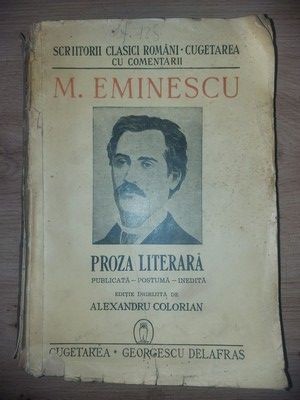 SCRIITORII CLASICI ROMÂNI · CUGETAREA
CU COMENTARII
M. EMINESCU
PROZA LITERARĂ
PUBLICATĂ – POSTUMĂ – INEDITĂ
EDIȚIE ÎNGRIJITĂ DE
ALEXANDRU COLORIAN
CUGETAREA · GEORGESCU DELAFRAS